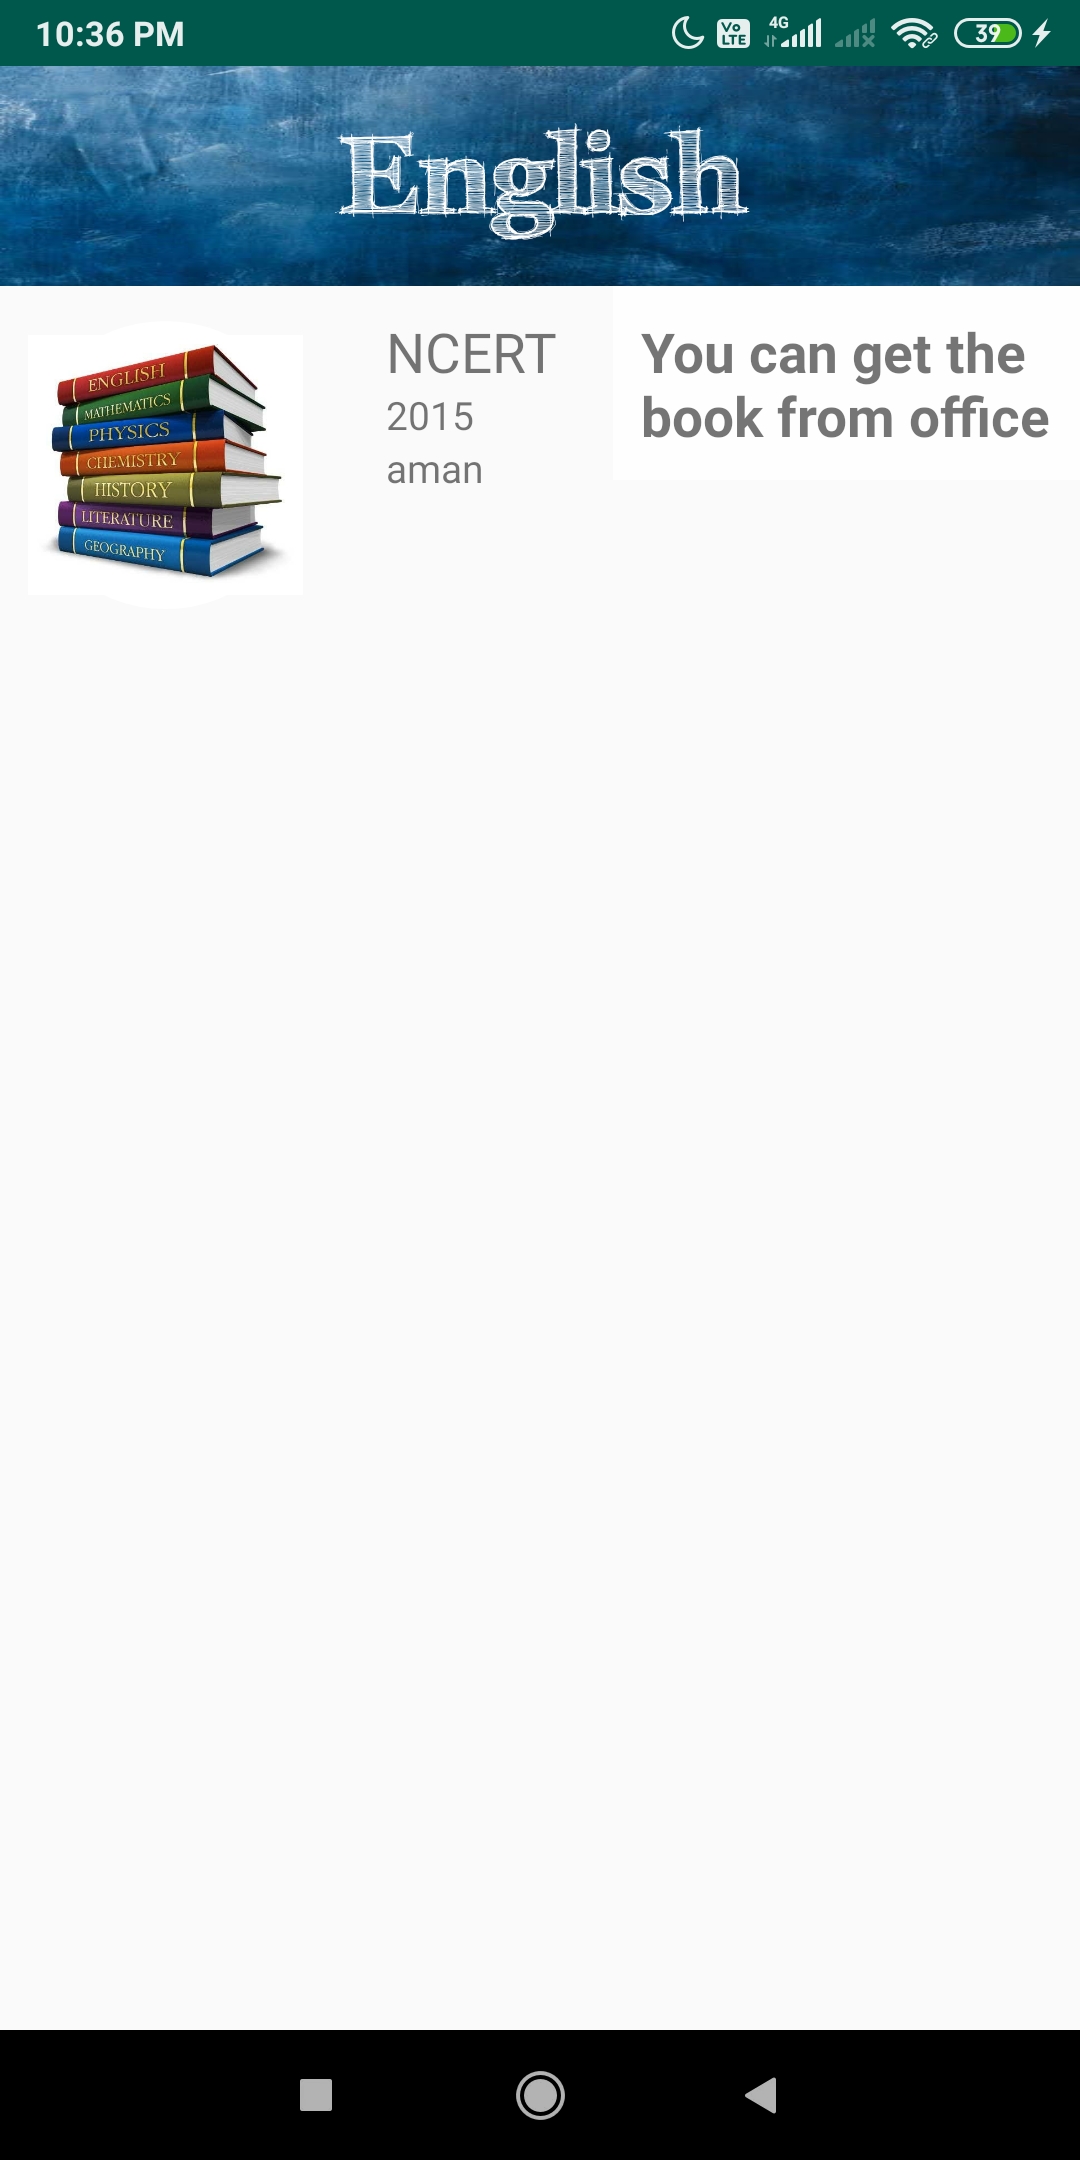 10:36 PM
Vo LTE
4G
39
English
ENGLISH
MATHEMATICS
PHYSICS
CHEMISTRY
HISTORY
LITERATURE
GEOGRAPHY
NCERT
2015
aman
You can get the
book from office